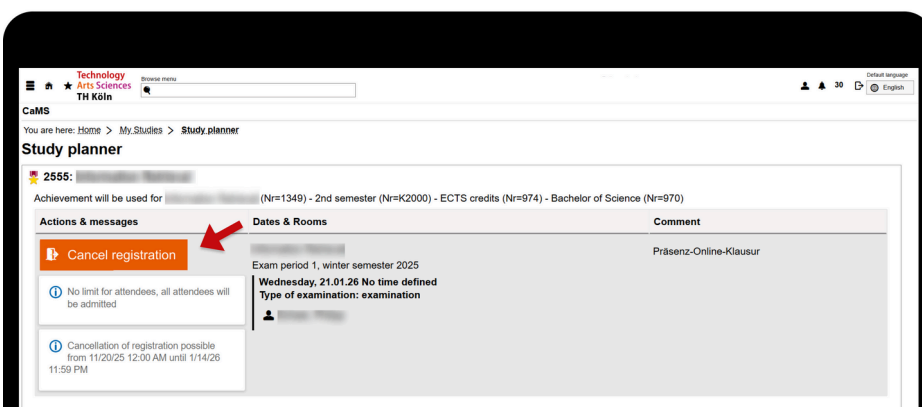 Technology
Arts Sciences
TH Köln
Browse menu
30
Default language
English
CaMS
You are here: Home > My Studies > Study planner
Study planner
2555:
Achievement will be used for (Nr=1349) - 2nd semester (Nr=K2000) - ECTS credits (Nr=974) - Bachelor of Science (Nr=970)
Actions & messages
Dates & Rooms
Comment
Cancel registration
No limit for attendees, all attendees will
be admitted
Cancellation of registration possible
from 11/20/25 12:00 AM until 1/14/26
11:59 PM
Exam period 1, winter semester 2025
Wednesday, 21.01.26 No time defined
Type of examination: examination
Präsenz-Online-Klausur